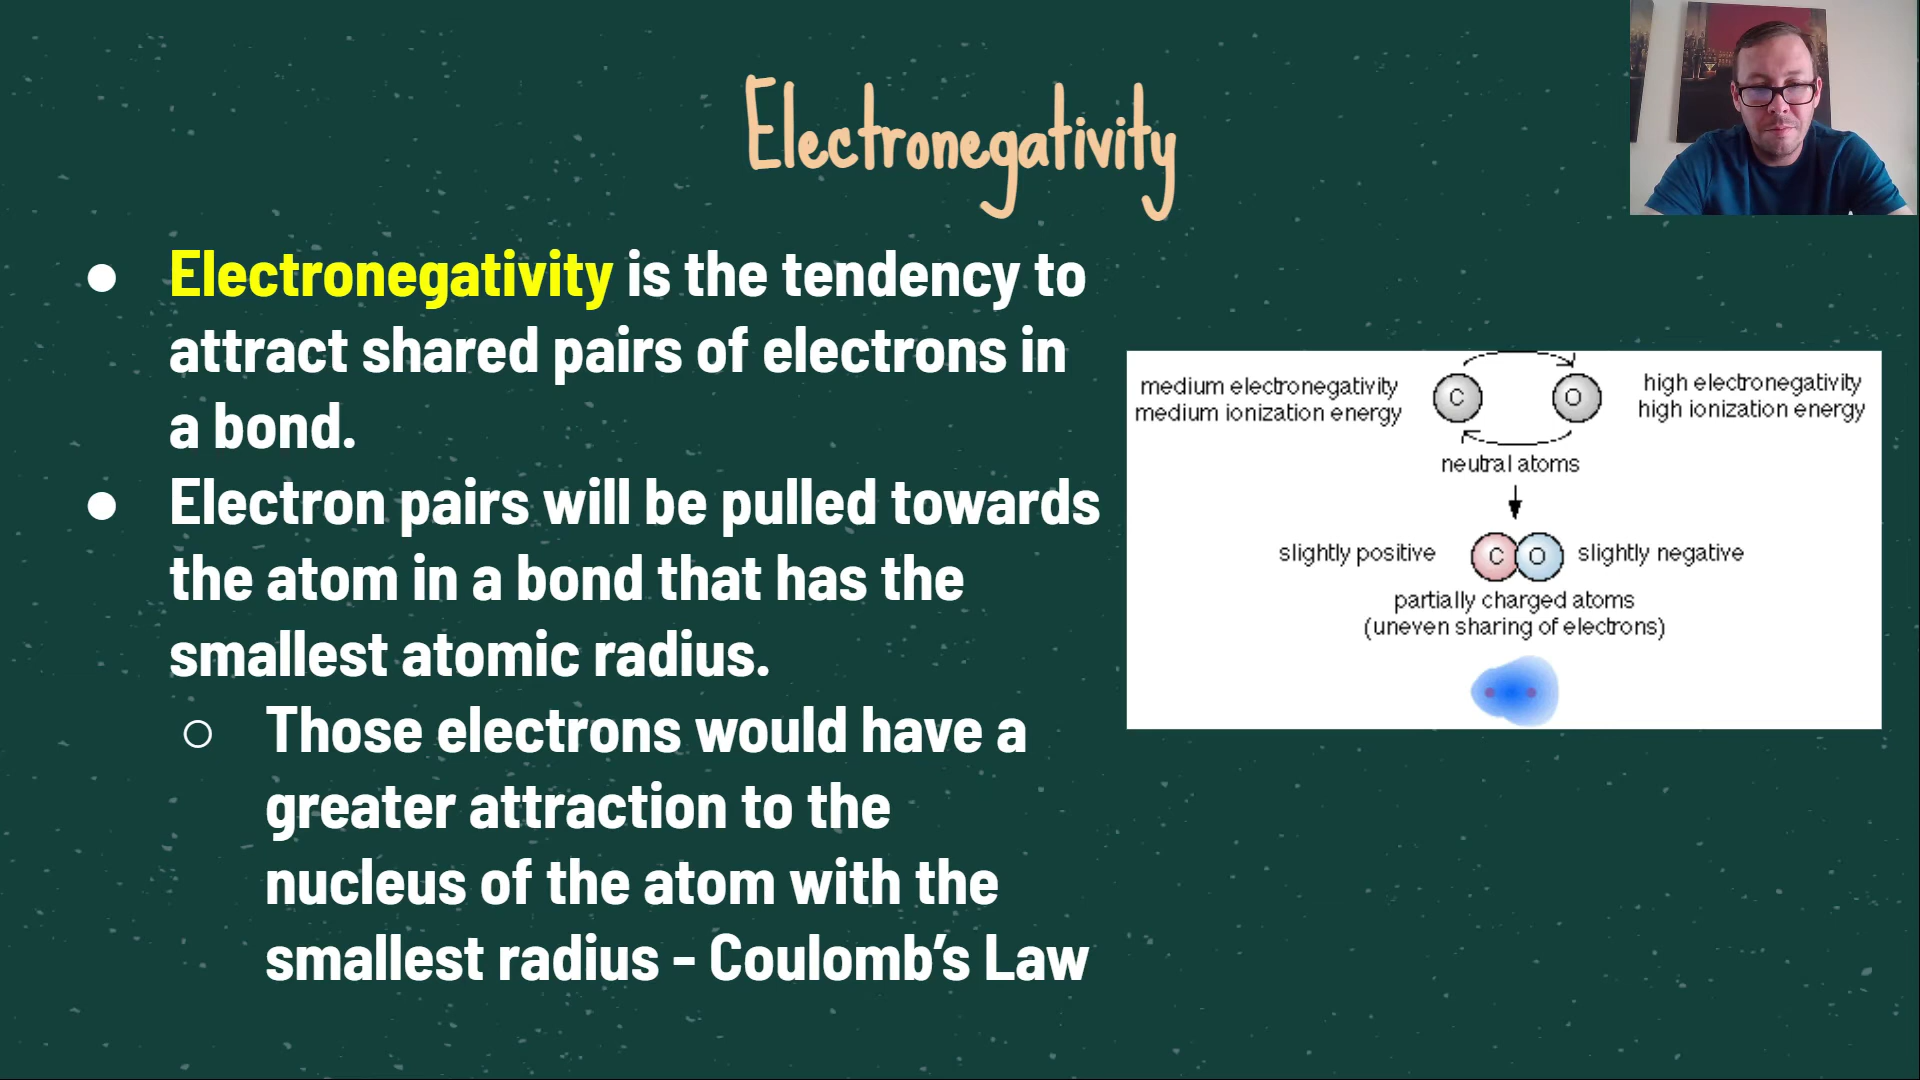 Electronegativity
● Electronegativity is the tendency to
attract shared pairs of electrons in
a bond.
● Electron pairs will be pulled towards
the atom in a bond that has the
smallest atomic radius.
○ Those electrons would have a
greater attraction to the
nucleus of the atom with the
smallest radius - Coulomb’s Law
medium electronegativity
medium ionization energy
C
O
high electronegativity
high ionization energy
neutral atoms
slightly positive
C
O
slightly negative
partially charged atoms
(uneven sharing of electrons)